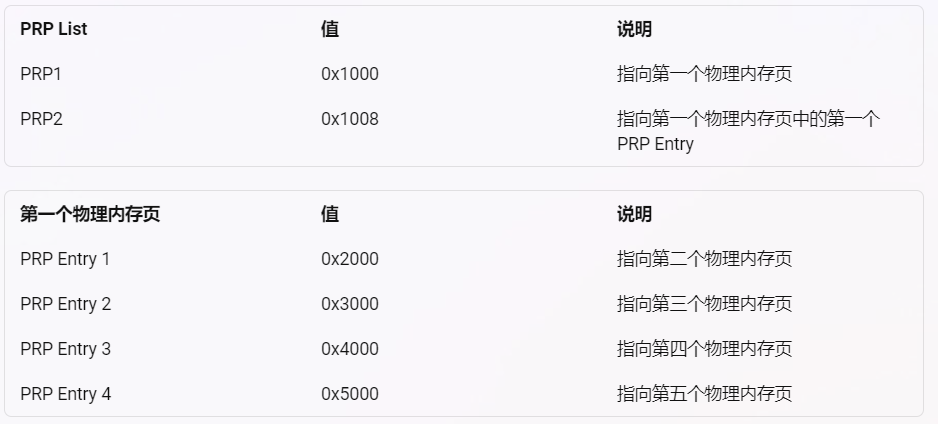 PRP List 值 说明
PRP1 0x1000 指向第一个物理内存页
PRP2 0x1008 指向第一个物理内存页中的第一个
PRP Entry
第一个物理内存页 值 说明
PRP Entry 1 0x2000 指向第二个物理内存页
PRP Entry 2 0x3000 指向第三个物理内存页
PRP Entry 3 0x4000 指向第四个物理内存页
PRP Entry 4 0x5000 指向第五个物理内存页